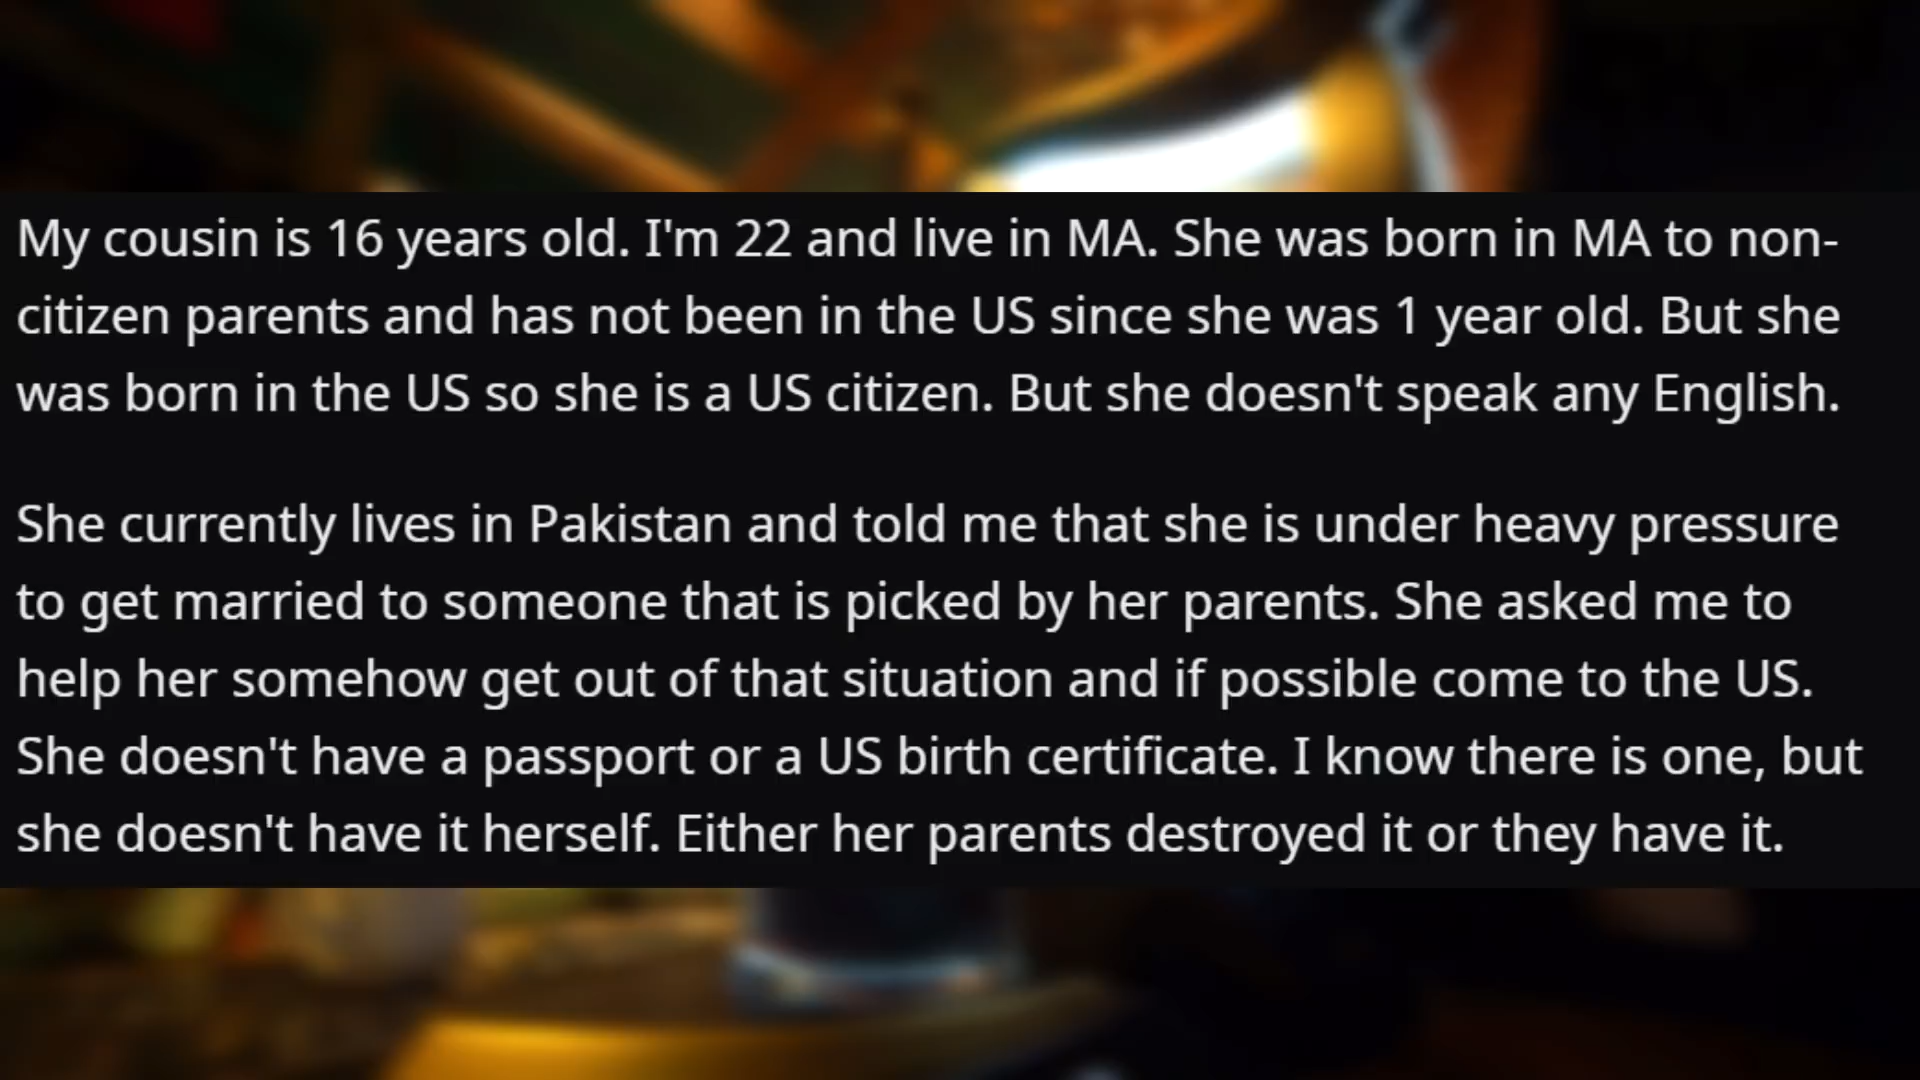 My cousin is 16 years old. I'm 22 and live in MA. She was born in MA to non-
citizen parents and has not been in the US since she was 1 year old. But she
was born in the US so she is a US citizen. But she doesn't speak any English.
She currently lives in Pakistan and told me that she is under heavy pressure
to get married to someone that is picked by her parents. She asked me to
help her somehow get out of that situation and if possible come to the US.
She doesn't have a passport or a US birth certificate. I know there is one, but
she doesn't have it herself. Either her parents destroyed it or they have it.